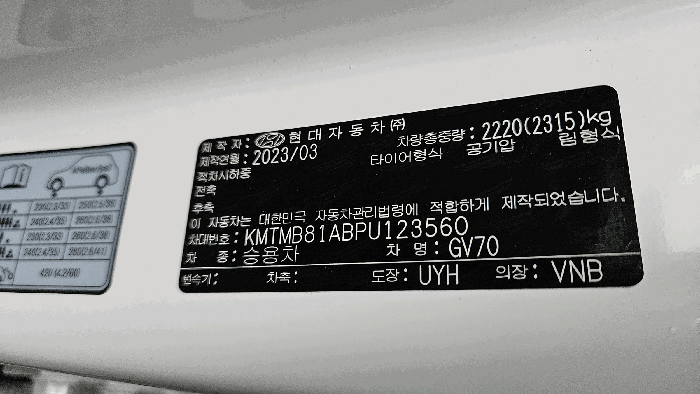 제 작 자 : 현대자동차㈜
제작연월 : 2023/03
차량총중량 : 2220(2315)kg
적차시하중
타이어형식 공기압 림형식
전축
후축
이 자동차는 대한민국 자동차관리법령에 적합하게 제작되었습니다.
차대번호 : KMTMB81ABPU123560
차 종 : 승용차 차 명 : GV70
변속기 : 차축 : 도장 : UYH 의장 : VNB